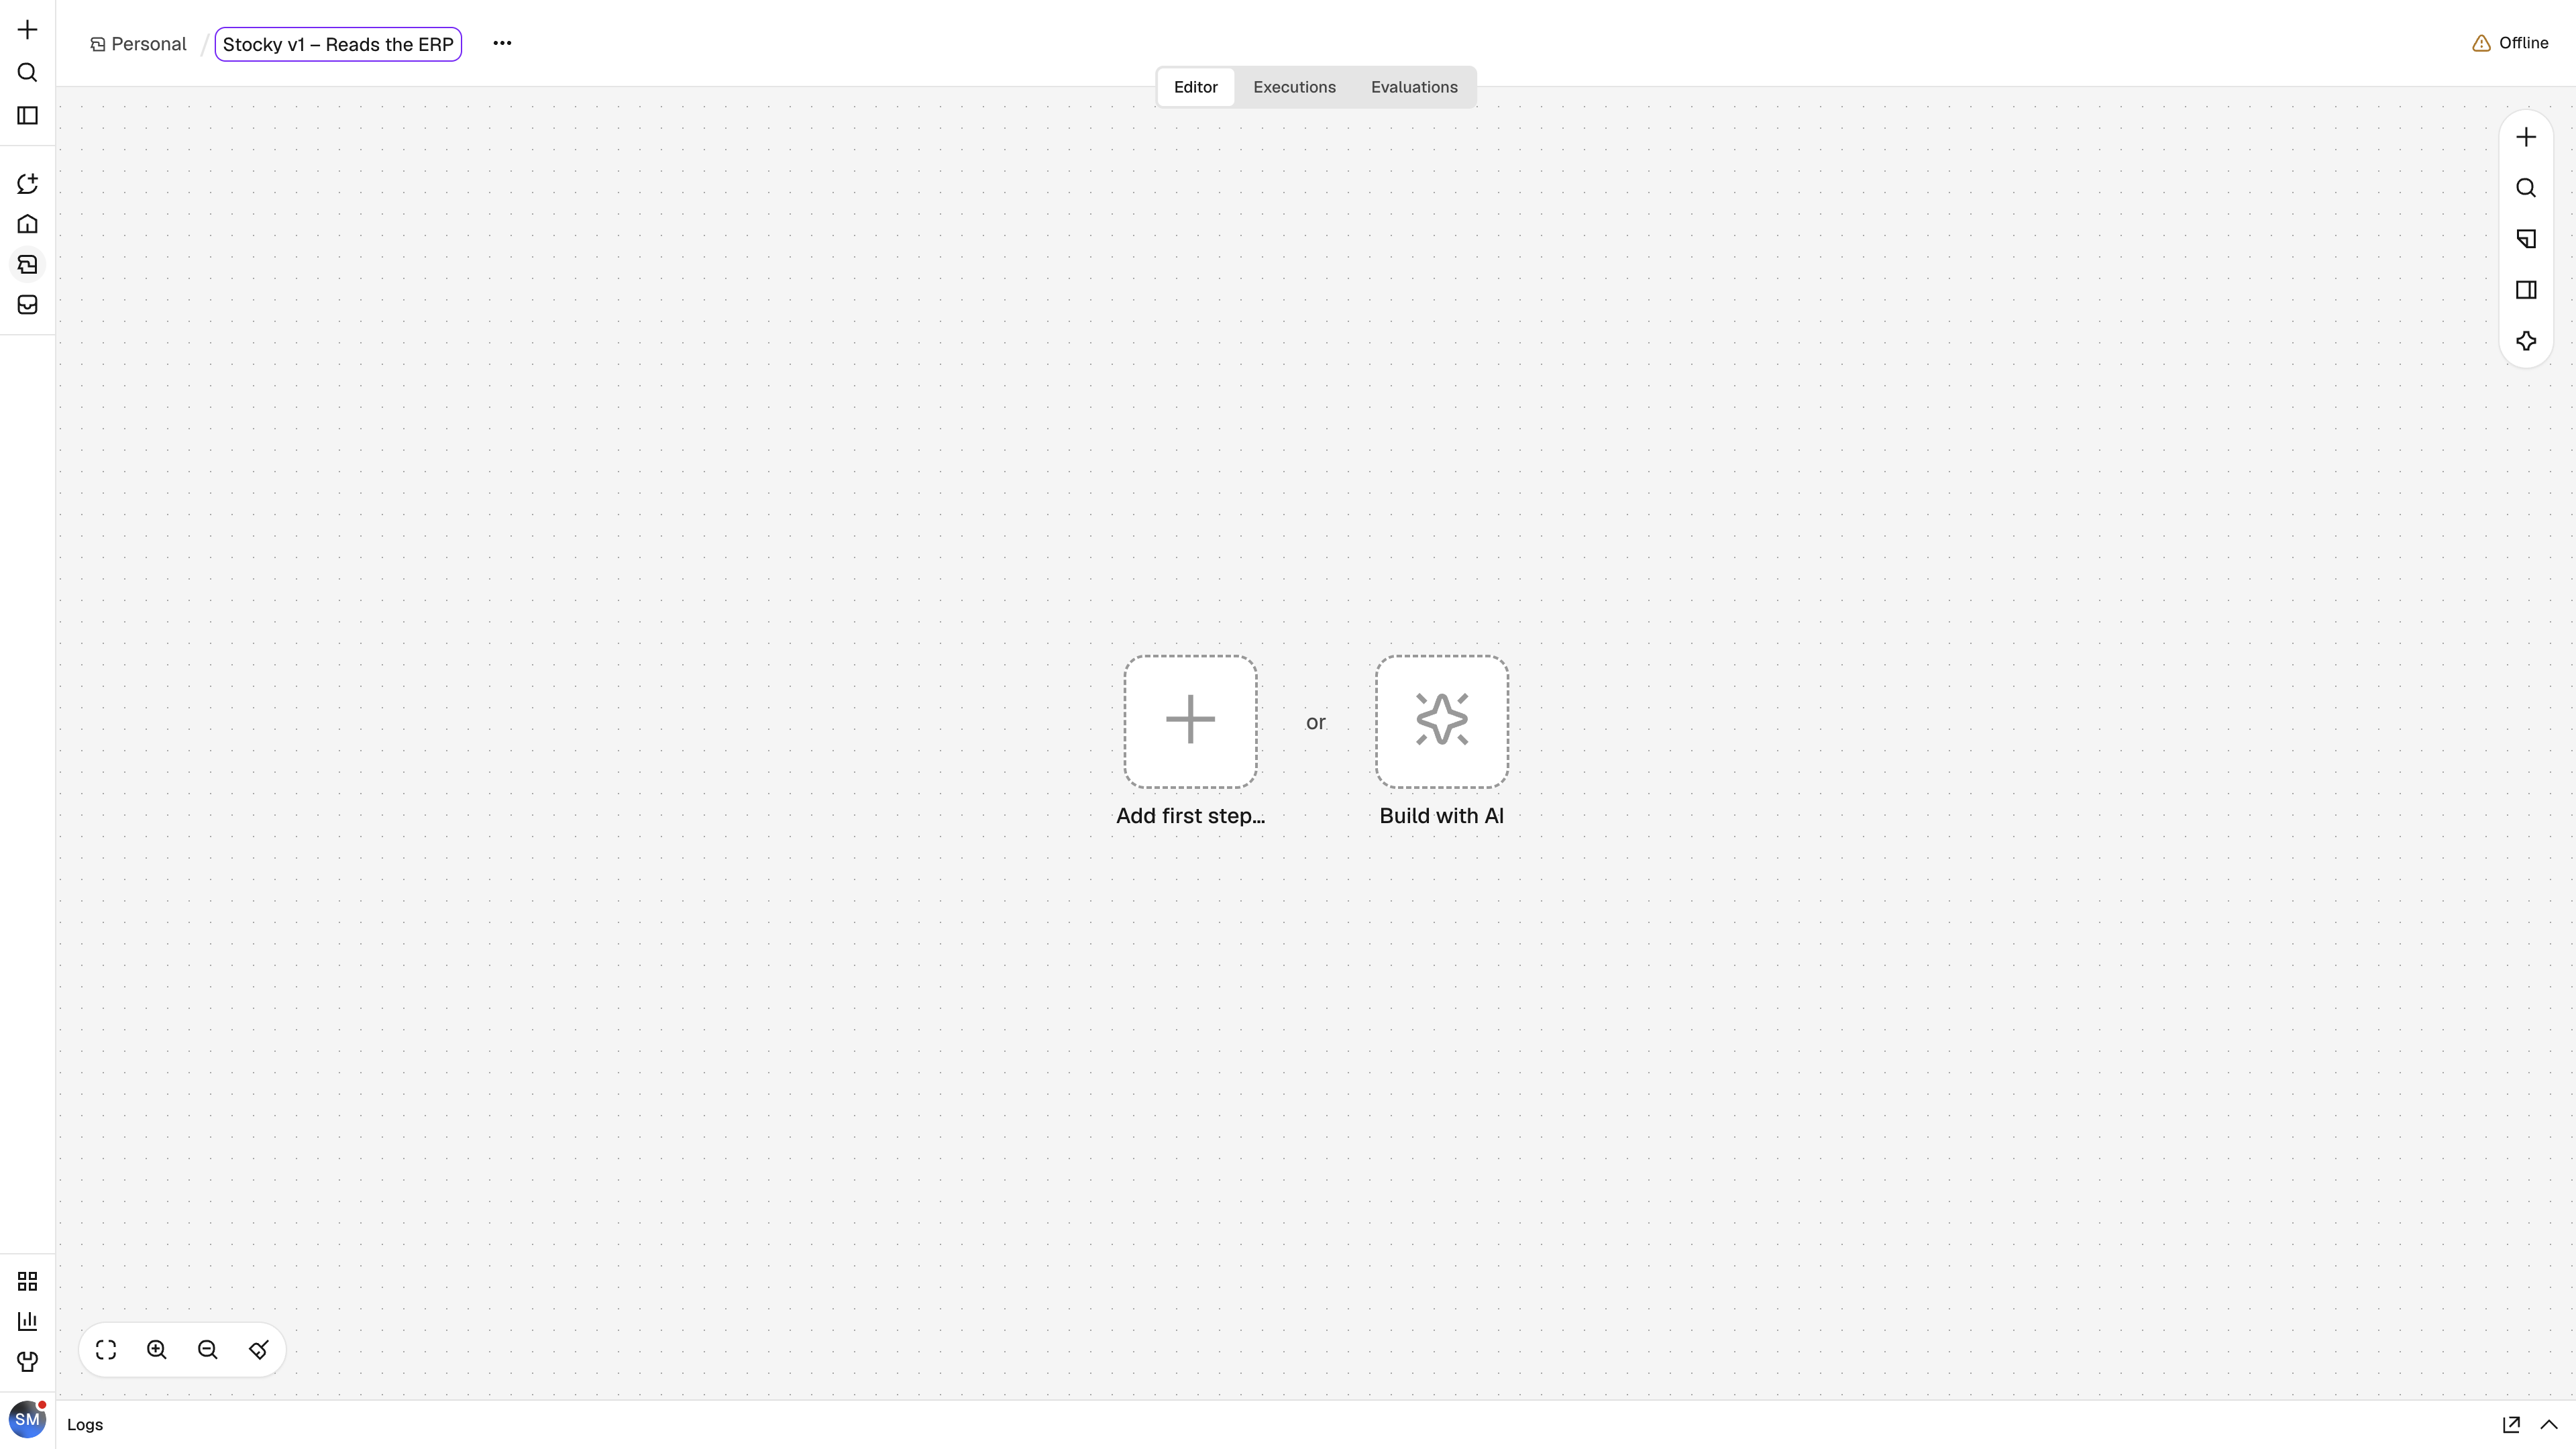 Personal / Stocky v1 – Reads the ERP ...
Offline
Editor Executions Evaluations
or
Add first step... Build with AI
SM
Logs